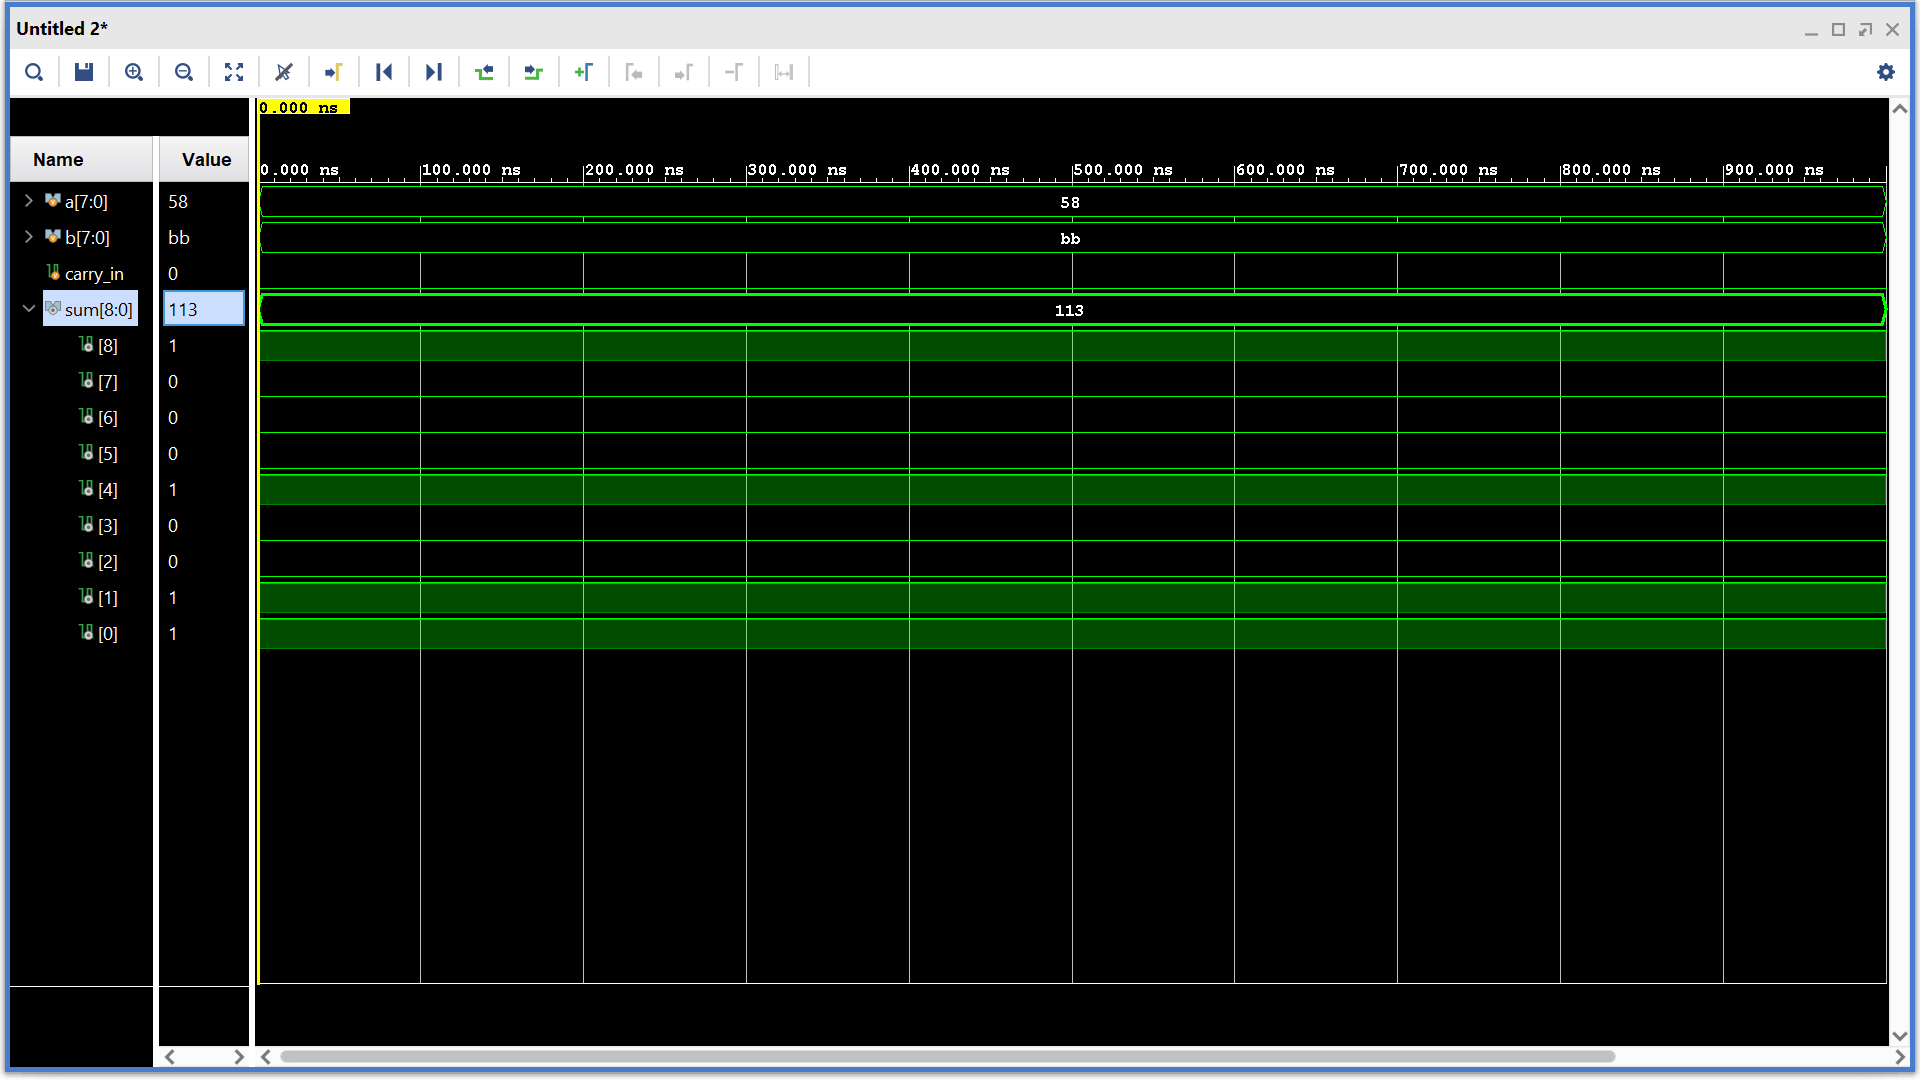 Untitled 2*
0.000 ns
Name Value 0.000 ns 100.000 ns 200.000 ns 300.000 ns 400.000 ns 500.000 ns 600.000 ns 700.000 ns 800.000 ns 900.000 ns
a[7:0] 58 58
b[7:0] bb bb
carry_in 0
sum[8:0] 113 113
[8] 1
[7] 0
[6] 0
[5] 0
[4] 1
[3] 0
[2] 0
[1] 1
[0] 1